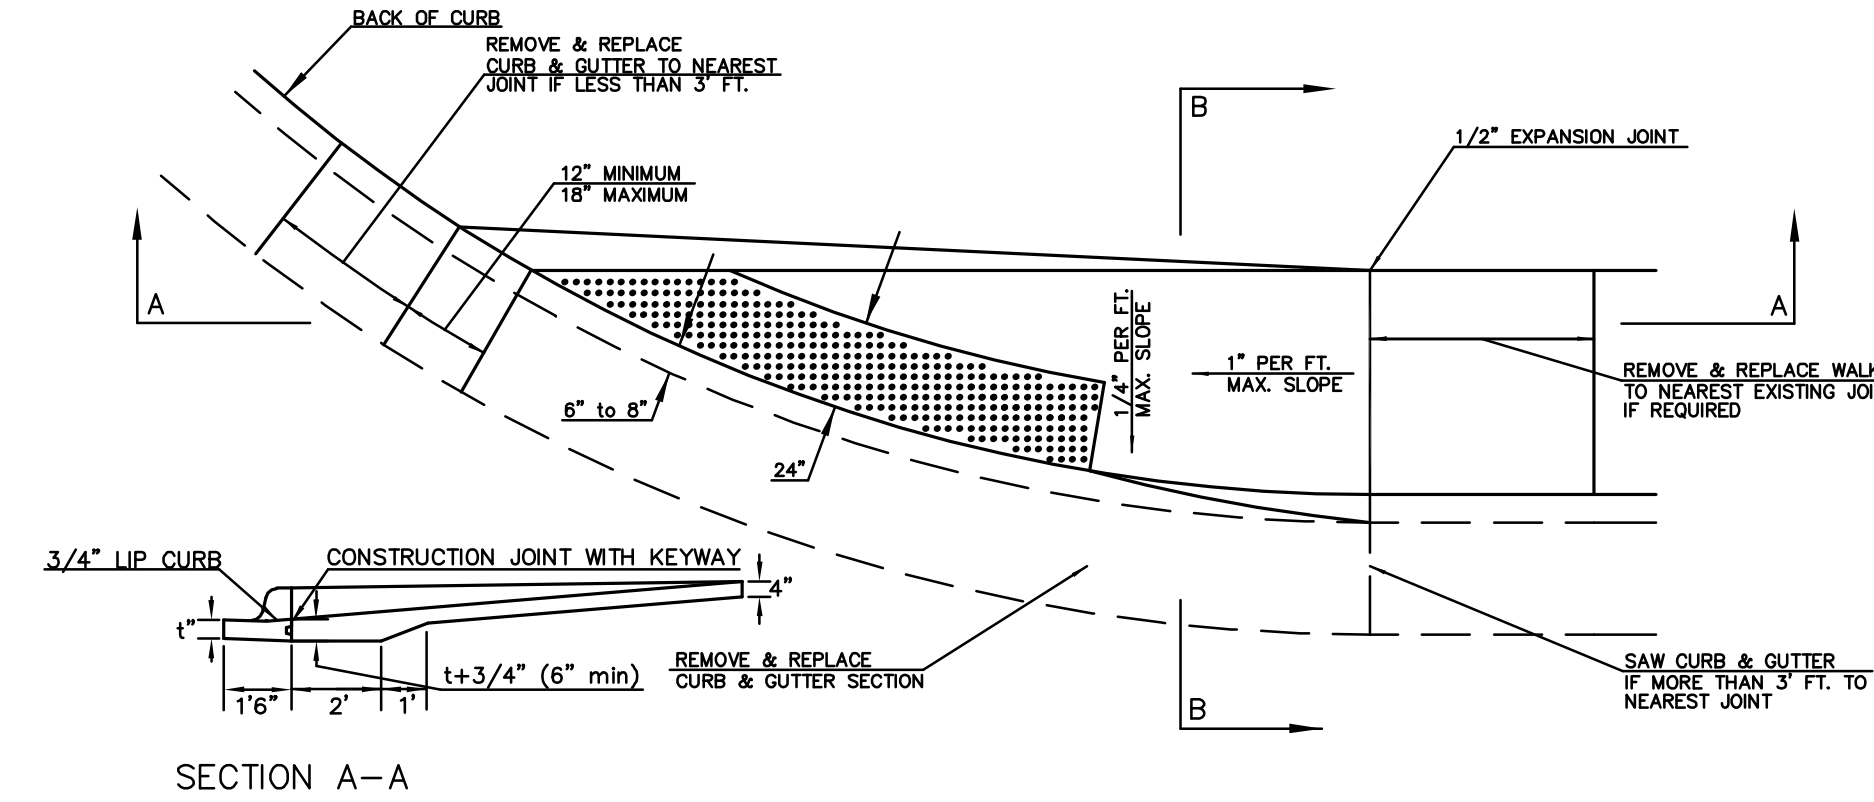 BACK OF CURB
REMOVE & REPLACE
CURB & GUTTER TO NEAREST
JOINT IF LESS THAN 3' FT.
B
1/2" EXPANSION JOINT
12" MINIMUM
18" MAXIMUM
A
A
1/4" PER FT.
MAX. SLOPE
1" PER FT.
MAX. SLOPE
REMOVE & REPLACE WALK
TO NEAREST EXISTING
IF REQUIRED
6" to 8"
24"
3/4" LIP CURB
CONSTRUCTION JOINT WITH KEYWAY
4"
t"
t+3/4" (6" min)
1'6"
2'
1'
REMOVE & REPLACE
CURB & GUTTER SECTION
B
SAW CURB & GUTTER
IF MORE THAN 3' FT. TO
NEAREST JOINT
SECTION A-A